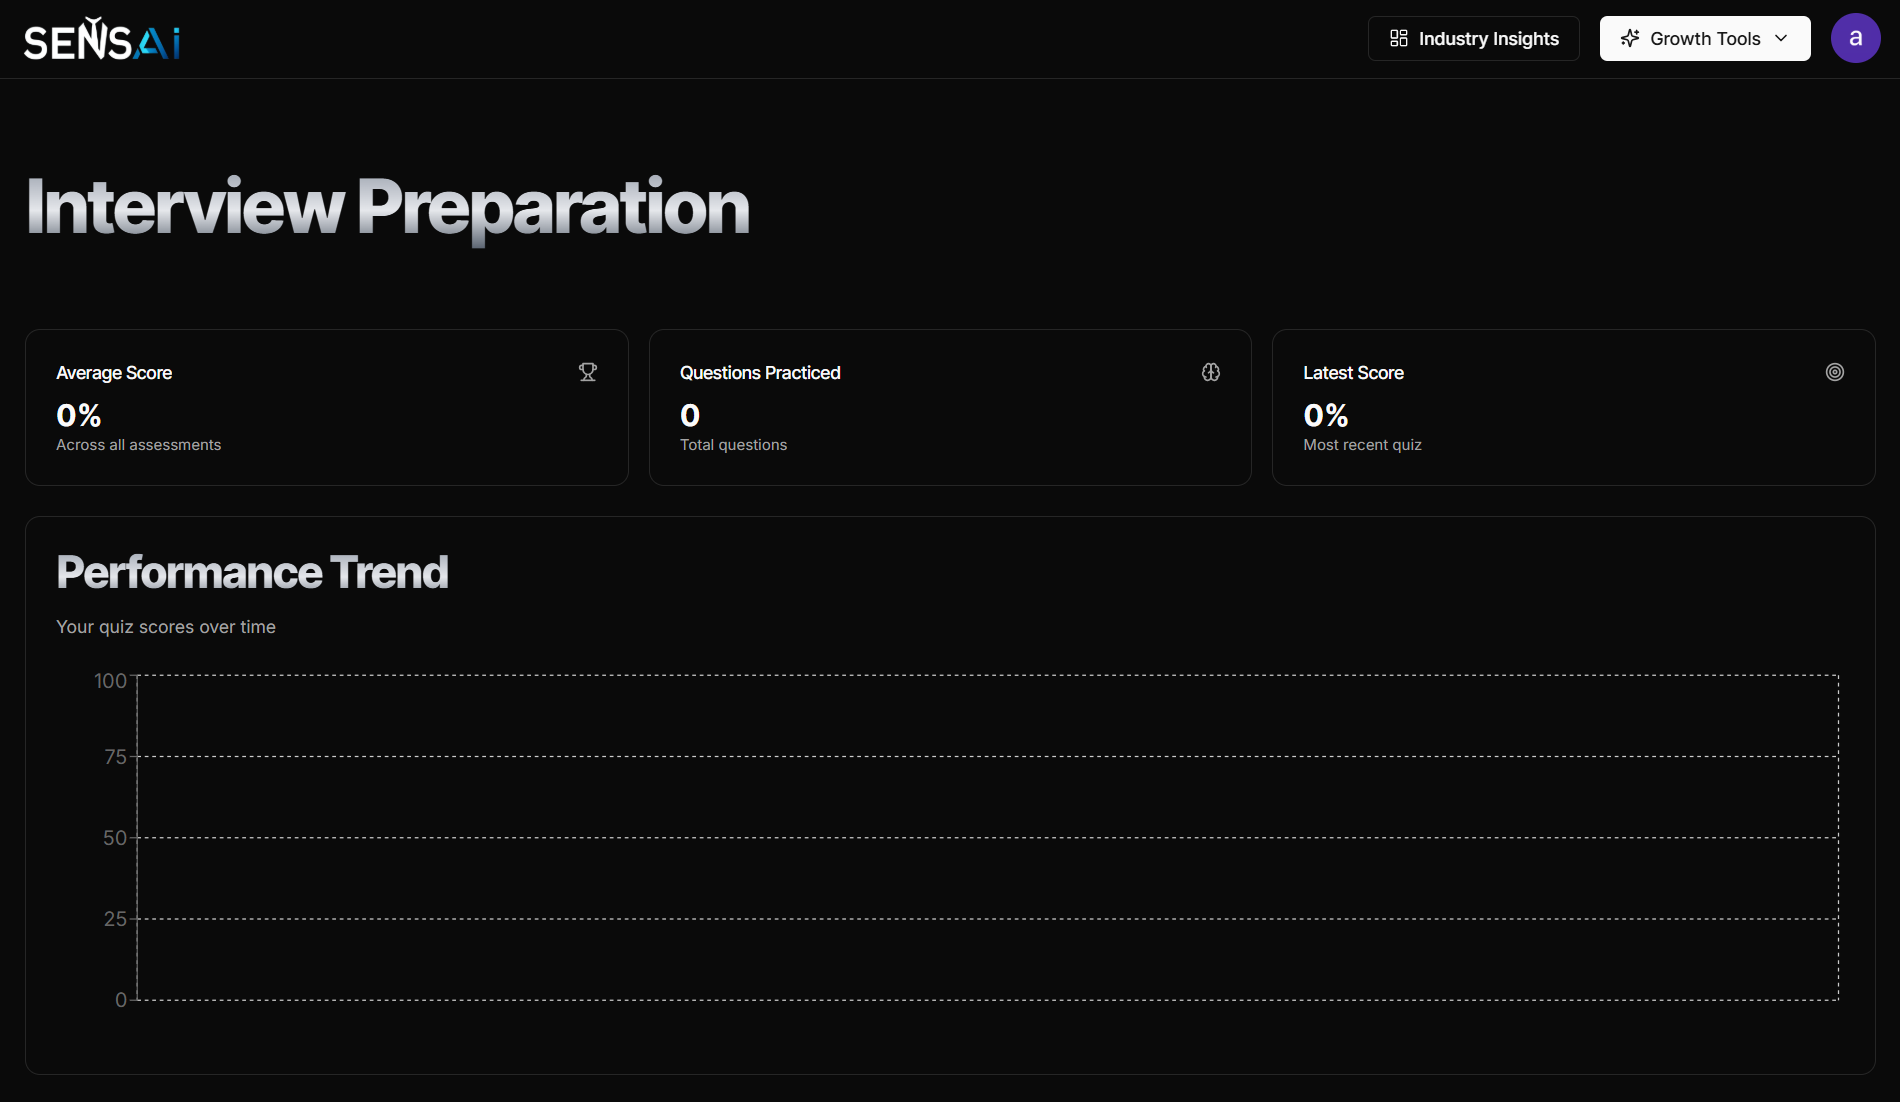 SENSAi
Industry Insights
Growth Tools
a
Interview Preparation
Average Score
0%
Across all assessments
Questions Practiced
0
Total questions
Latest Score
0%
Most recent quiz
Performance Trend
Your quiz scores over time
100
75
50
25
0